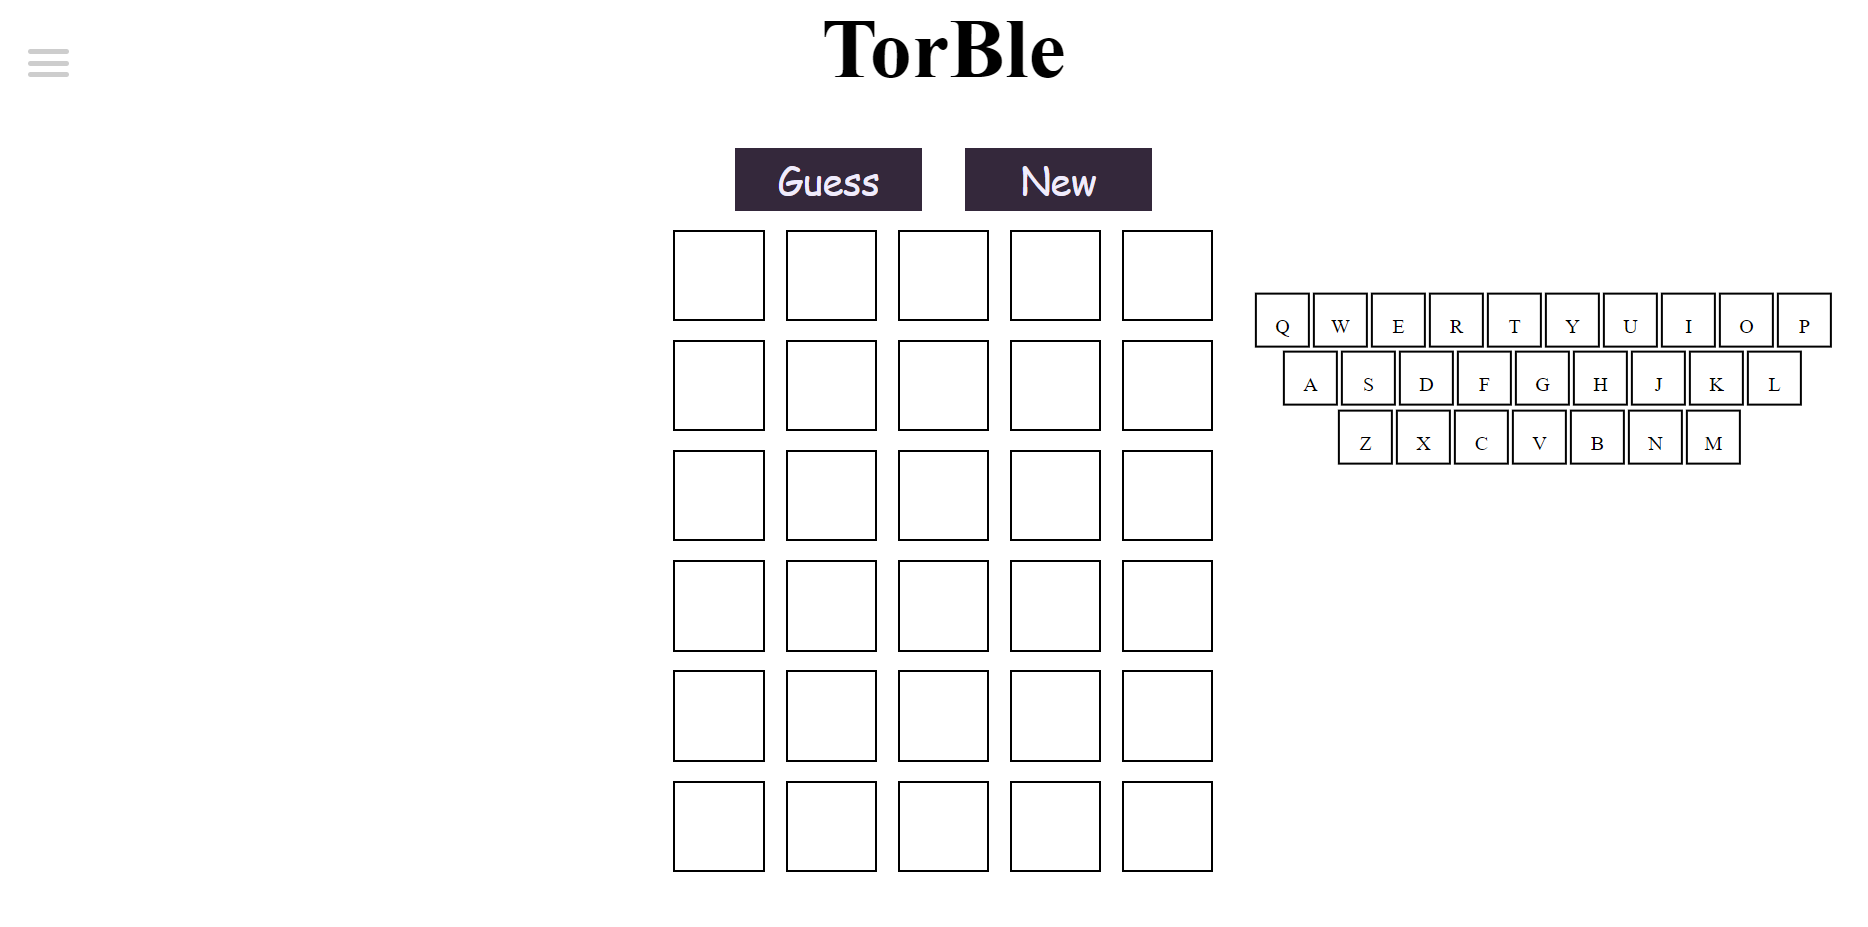 TorBle
Guess New
Q W E R T Y U I O P
A S D F G H J K L
Z X C V B N M